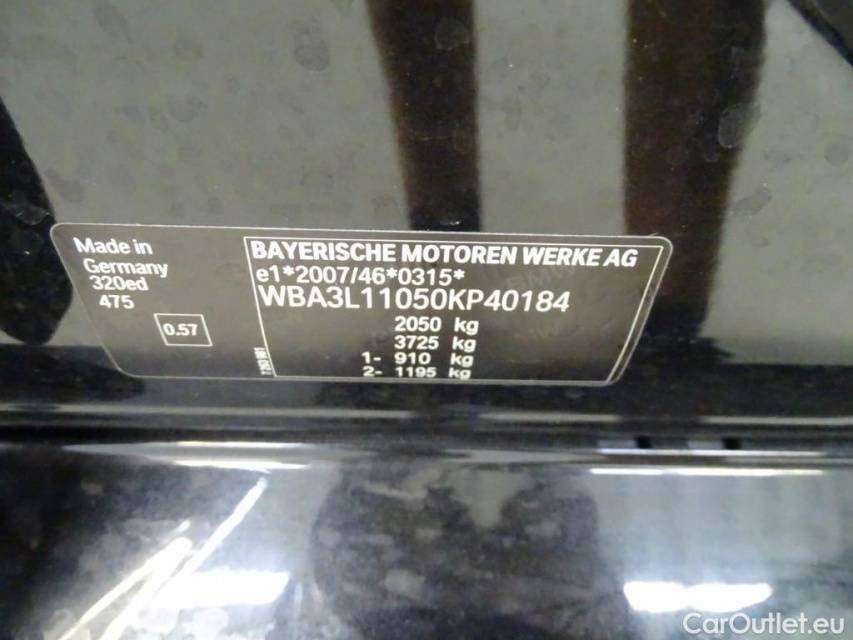 Made in
Germany
320ed
475
0.57
BAYERISCHE MOTOREN WERKE AG
e1*2007/46*0315*
WBA3L11050KP40184
2050 kg
3725 kg
1- 910 kg
2- 1195 kg
CarOutlet.eu